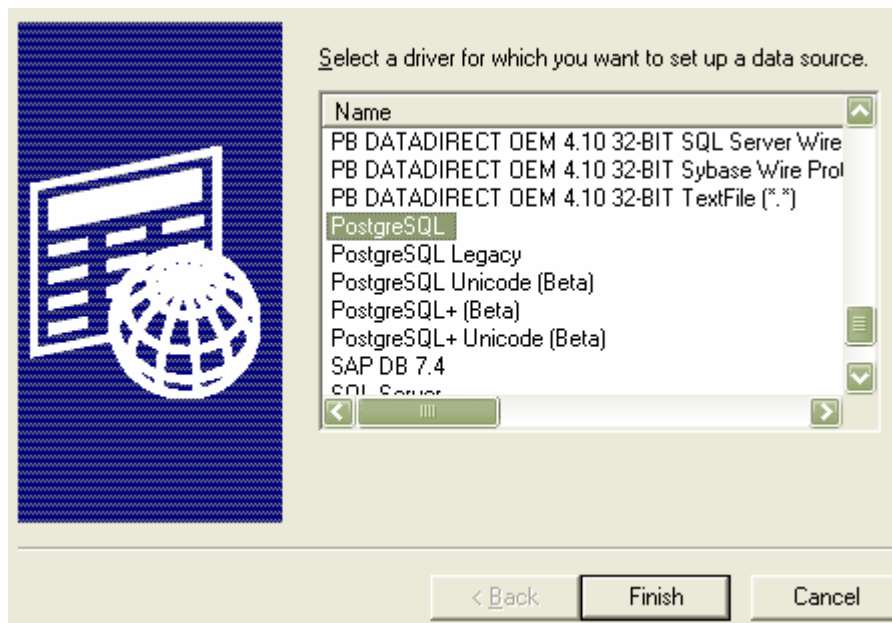 Select a driver for which you want to set up a data source.
Name
PB DATADIRECT OEM 4.10 32-BIT SQL Server Wire
PB DATADIRECT OEM 4.10 32-BIT Sybase Wire Prot
PB DATADIRECT OEM 4.10 32-BIT TextFile (*.*)
PostgreSQL
PostgreSQL Legacy
PostgreSQL Unicode (Beta)
PostgreSQL+ (Beta)
PostgreSQL+ Unicode (Beta)
SAP DB 7.4
SQL Server
< Back Finish Cancel